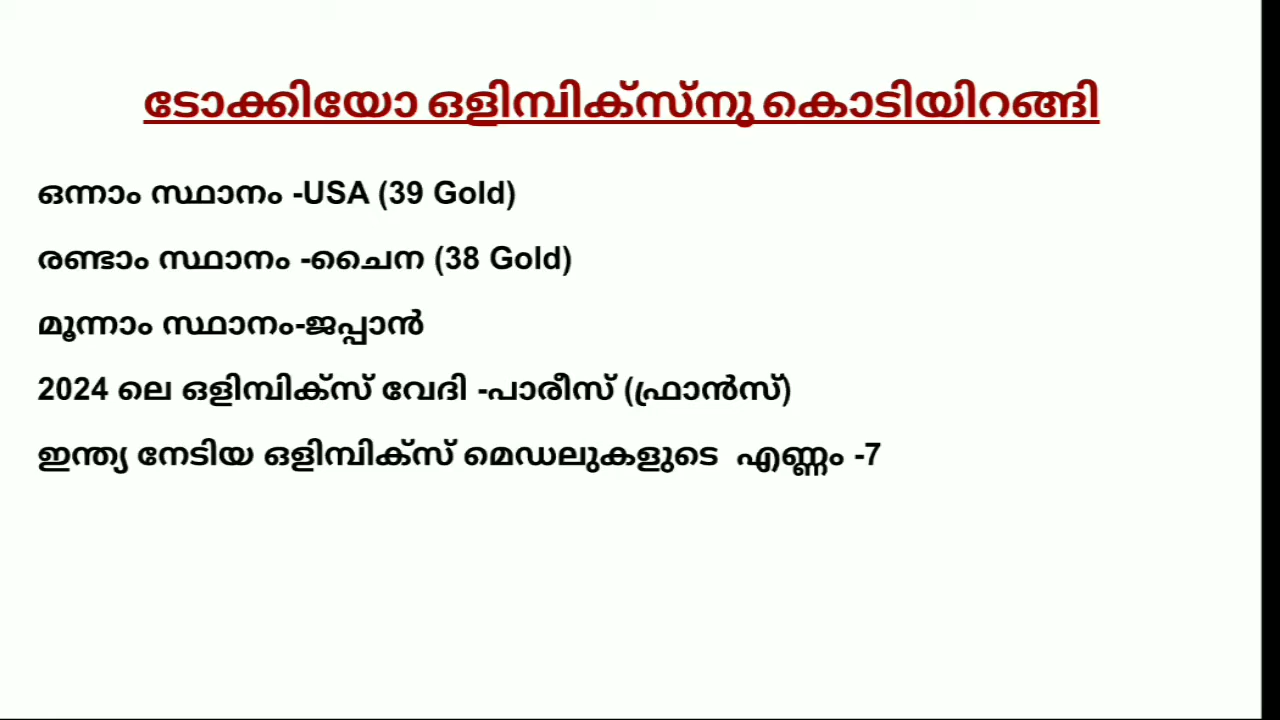 ടോക്കിയോ ഒളിമ്പിക്സ്നു കൊടിയിറങ്ങി
ഒന്നാം സ്ഥാനം -USA (39 Gold)
രണ്ടാം സ്ഥാനം -ചൈന (38 Gold)
മൂന്നാം സ്ഥാനം-ജപ്പാൻ
2024 ലെ ഒളിമ്പിക്സ് വേദി -പാരീസ് (ഫ്രാൻസ്)
ഇന്ത്യ നേടിയ ഒളിമ്പിക്സ് മെഡലുകളുടെ എണ്ണം -7